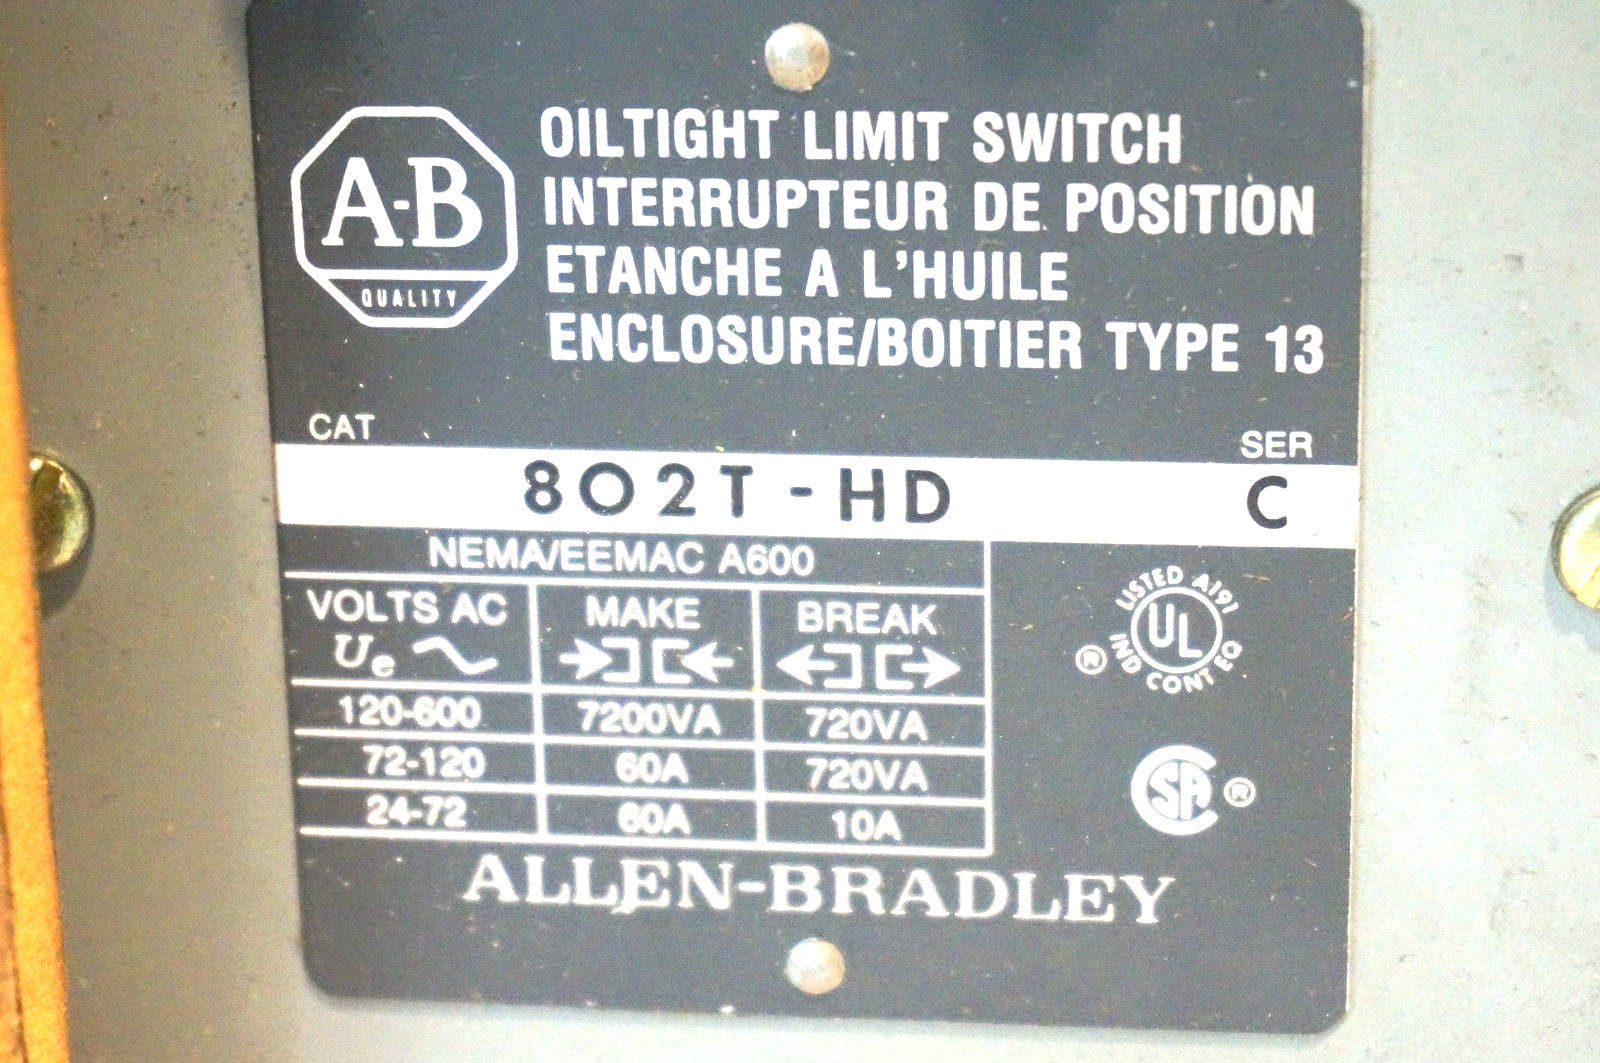 A-B
QUALITY
OILTIGHT LIMIT SWITCH
INTERRUPTEUR DE POSITION
ETANCHE A L'HUILE
ENCLOSURE/BOITIER TYPE 13
CAT SER
802T-HD C
NEMA/EEMAC A600
VOLTS AC MAKE BREAK
Ue
120-600 7200VA 720VA
72-120 60A 720VA
24-72 60A 10A
LISTED A191
UL
®
IND CONT EQ
SA ®
ALLEN-BRADLEY